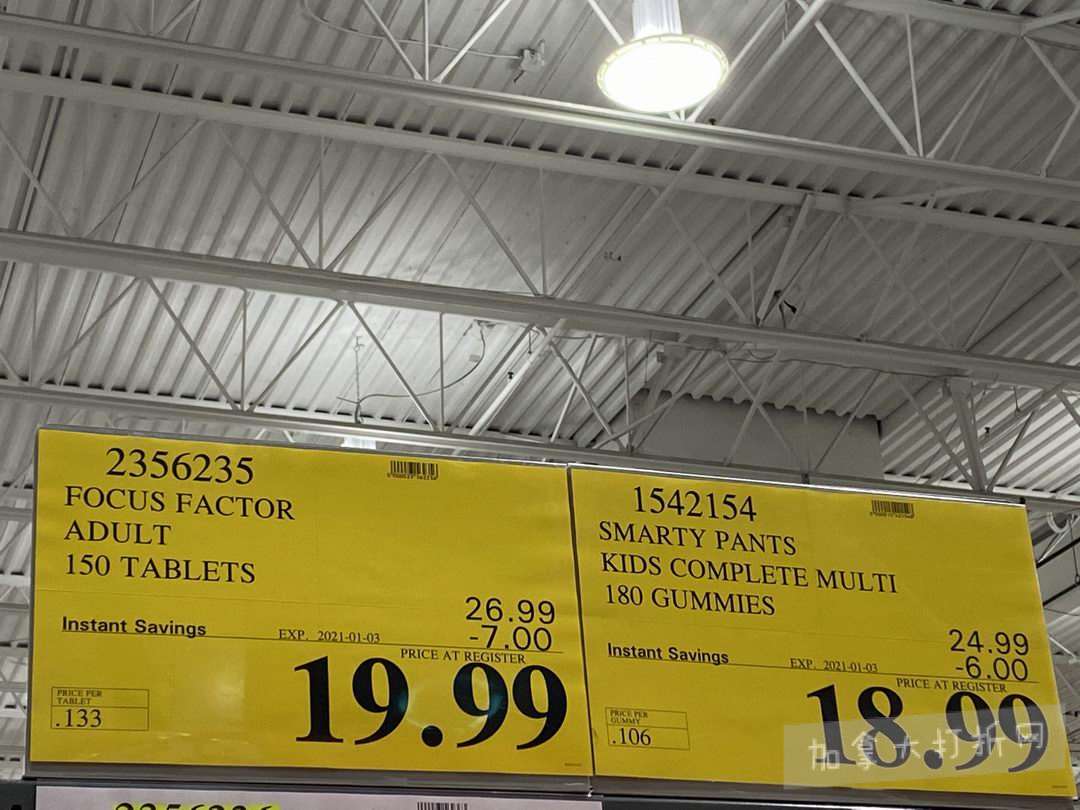 2356235
FOCUS FACTOR
ADULT
150 TABLETS
26.99
Instant Savings EXP. 2021-01-03 -7.00
PRICE AT REGISTER
19.99
PRICE PER
TABLET
.133
1542154
SMARTY PANTS
KIDS COMPLETE MULTI
180 GUMMIES
24.99
Instant Savings EXP. 2021-01-03 -6.00
PRICE AT REGISTER
18.99
PRICE PER
GUMMY
.106
加拿大打折网